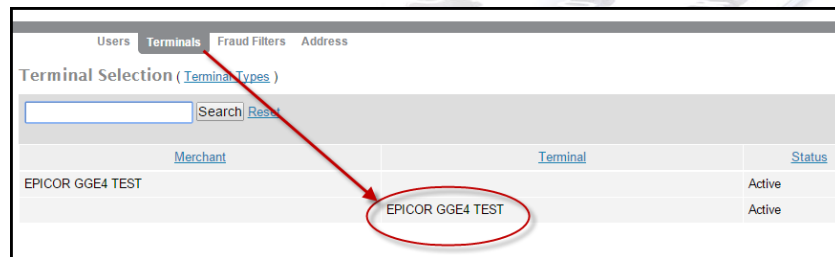 Users Terminals Fraud Filters Address
Terminal Selection ( Terminal Types )
Search Reset
Merchant Terminal Status
EPICOR GGE4 TEST Active
EPICOR GGE4 TEST Active